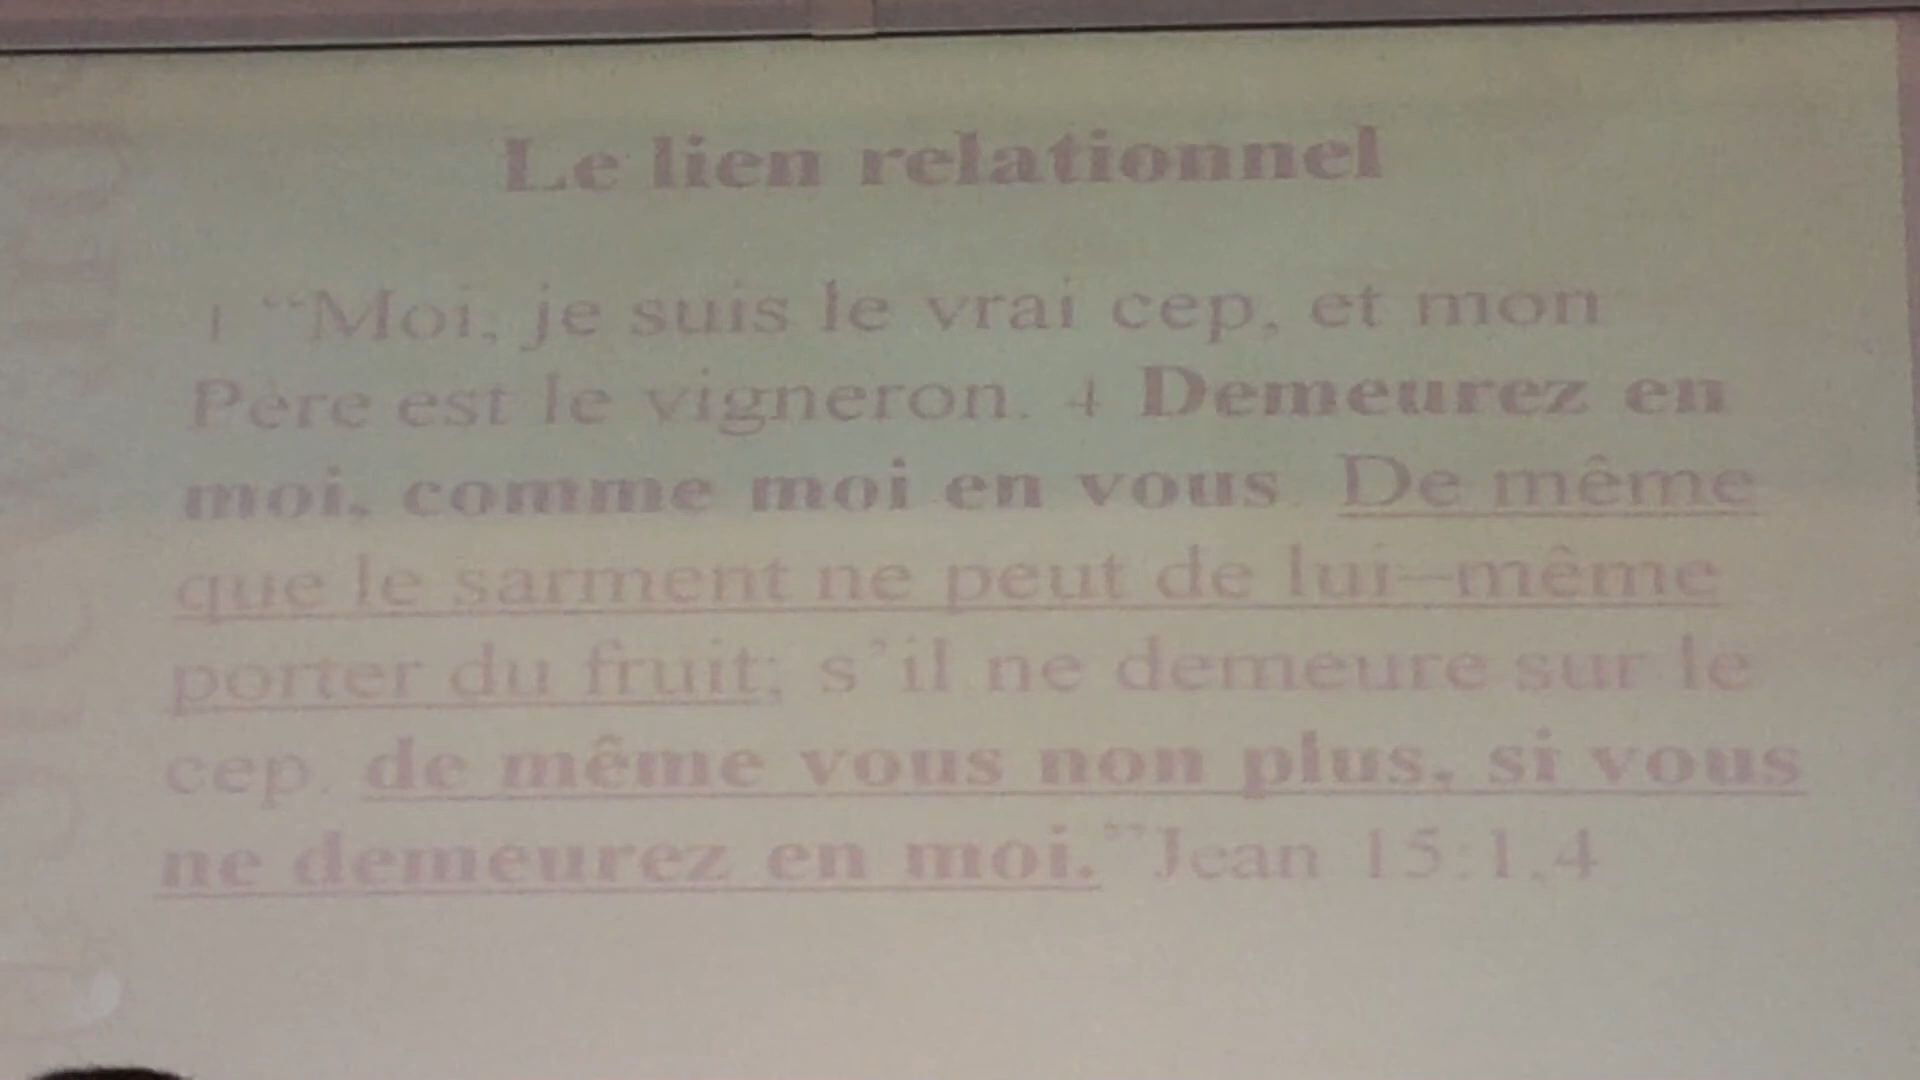 Le lien relationnel
1 “Moi, je suis le vrai cep, et mon
Père est le vigneron. 4 Demeurez en
moi, comme moi en vous. De même
que le sarment ne peut de lui–même
porter du fruit; s’il ne demeure sur le
cep, de même vous non plus, si vous
ne demeurez en moi.”Jean 15:1,4